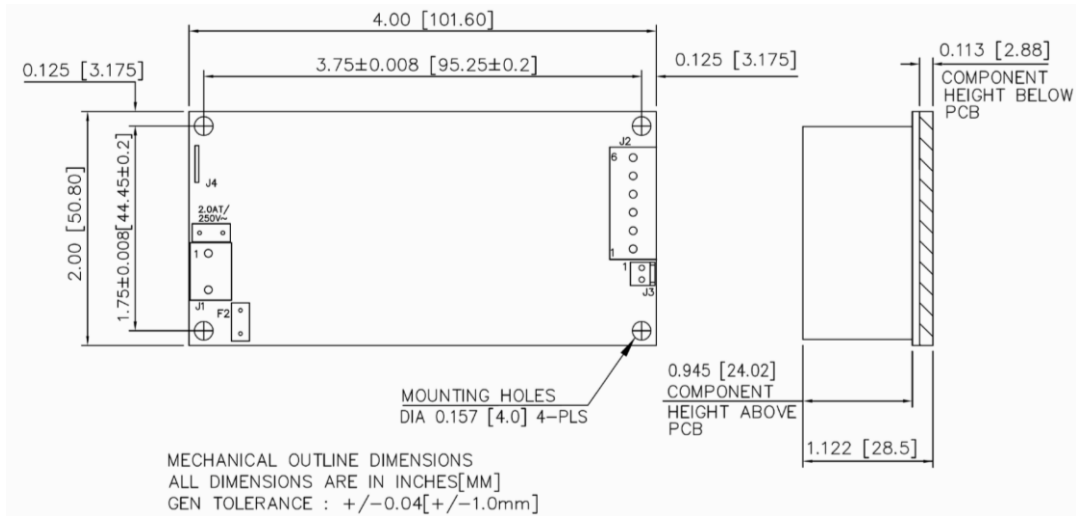 4.00 [101.60]
0.125 [3.175]
3.75±0.008 [95.25±0.2]
0.125 [3.175]
0.113 [2.88]
COMPONENT
HEIGHT BELOW
PCB
2.00 [50.80]
1.75±0.008[44.45±0.2]
J4
2.0AT/
250V~
1
J1
F2
J2
6
1
1
J3
MOUNTING HOLES
DIA 0.157 [4.0] 4-PLS
0.945 [24.02]
COMPONENT
HEIGHT ABOVE
PCB
1.122 [28.5]
MECHANICAL OUTLINE DIMENSIONS
ALL DIMENSIONS ARE IN INCHES[MM]
GEN TOLERANCE : +/-0.04[+/-1.0mm]